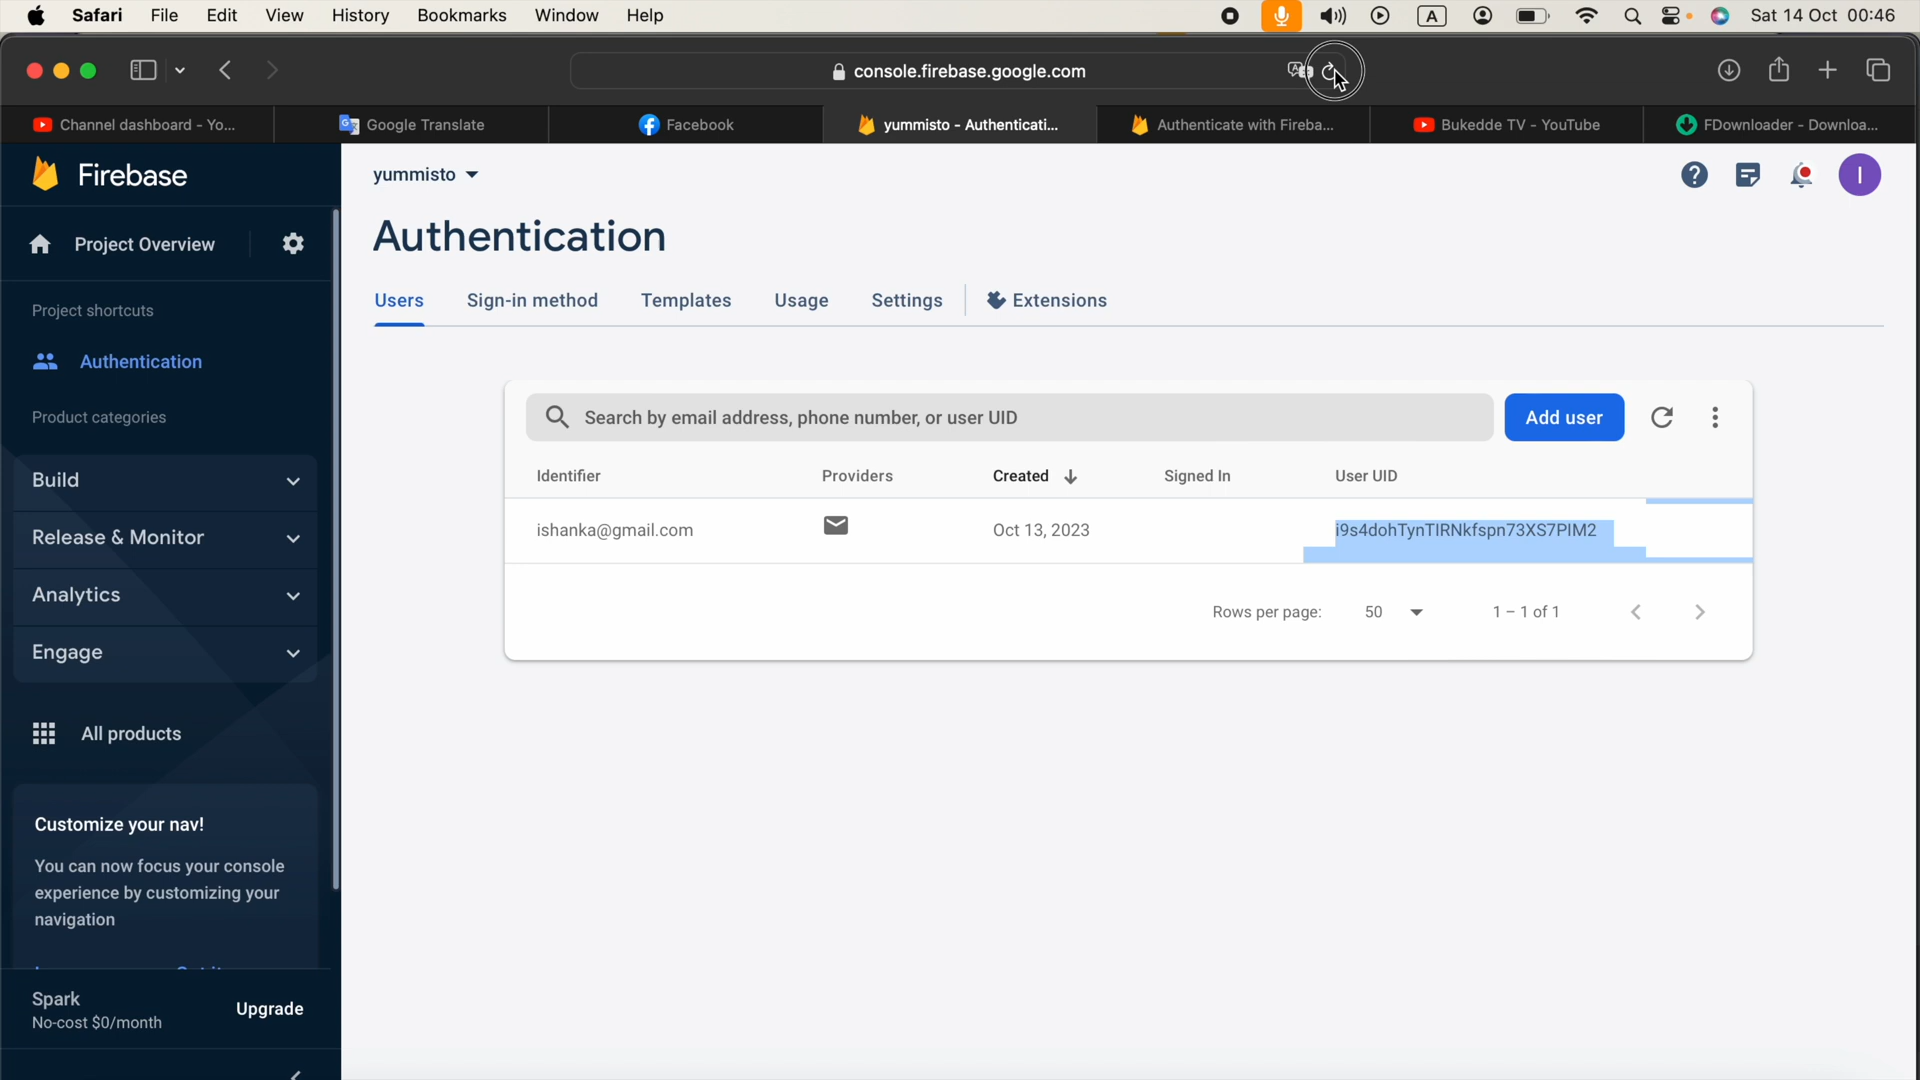 Safari File Edit View History Bookmarks Window Help A Sat 14 Oct 00:46
console.firebase.google.com
Channel dashboard - Yo... Google Translate Facebook yummisto - Authenticati... Authenticate with Fireba... Bukedde TV - YouTube FDownloader - Downloa...
Firebase
yummisto
I
Authentication
Project Overview
Users Sign-in method Templates Usage Settings Extensions
Project shortcuts
Authentication
Product categories
Search by email address, phone number, or user UID Add user
Build
Identifier Providers Created Signed In User UID
Release & Monitor
ishanka@gmail.com Oct 13, 2023 i9s4dohTynTIRNkfspn73XS7PIM2
Analytics
Rows per page: 50 1 – 1 of 1
Engage
All products
Customize your nav!
You can now focus your console
experience by customizing your
navigation
Spark
No-cost $0/month
Upgrade